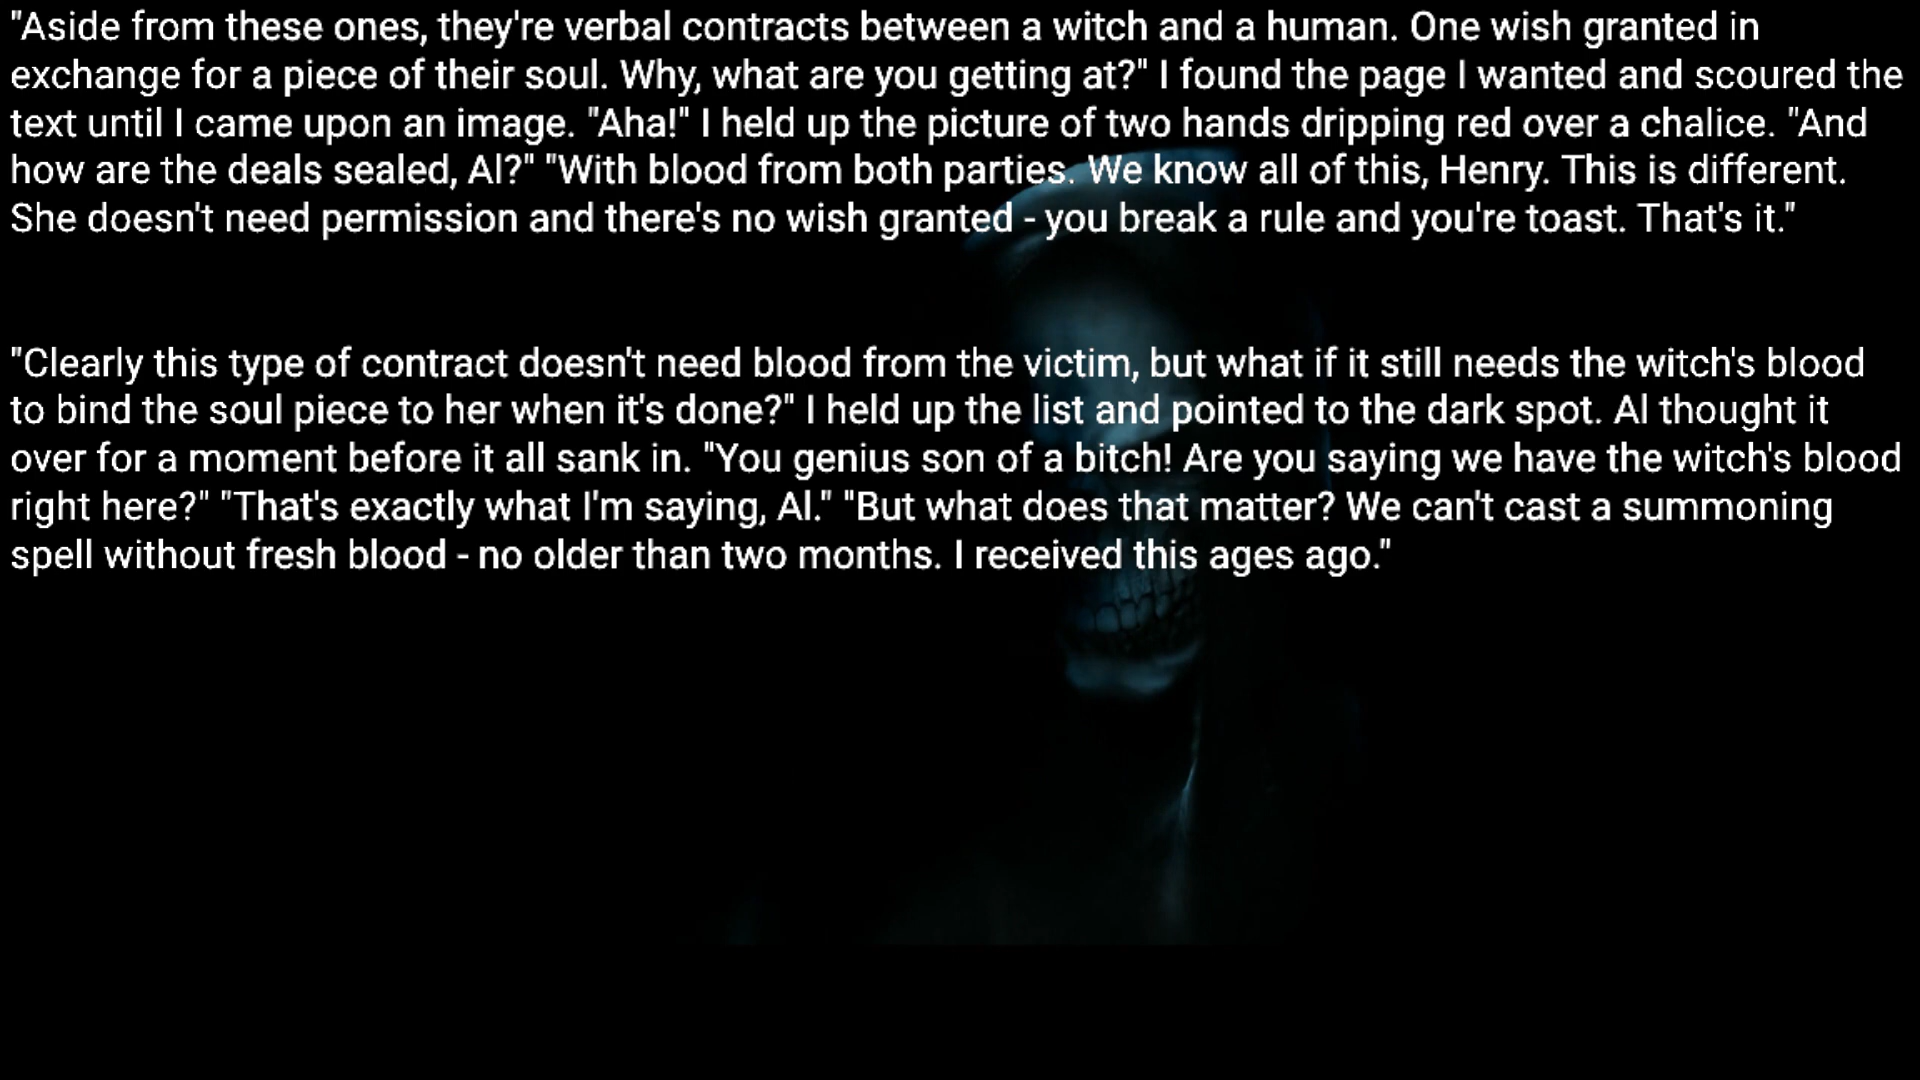 "Aside from these ones, they're verbal contracts between a witch and a human. One wish granted in
exchange for a piece of their soul. Why, what are you getting at?" I found the page I wanted and scoured the
text until I came upon an image. "Aha!" I held up the picture of two hands dripping red over a chalice. "And
how are the deals sealed, Al?" "With blood from both parties. We know all of this, Henry. This is different.
She doesn't need permission and there's no wish granted - you break a rule and you're toast. That's it."
"Clearly this type of contract doesn't need blood from the victim, but what if it still needs the witch's blood
to bind the soul piece to her when it's done?" I held up the list and pointed to the dark spot. Al thought it
over for a moment before it all sank in. "You genius son of a bitch! Are you saying we have the witch's blood
right here?" "That's exactly what I'm saying, Al." "But what does that matter? We can't cast a summoning
spell without fresh blood - no older than two months. I received this ages ago."